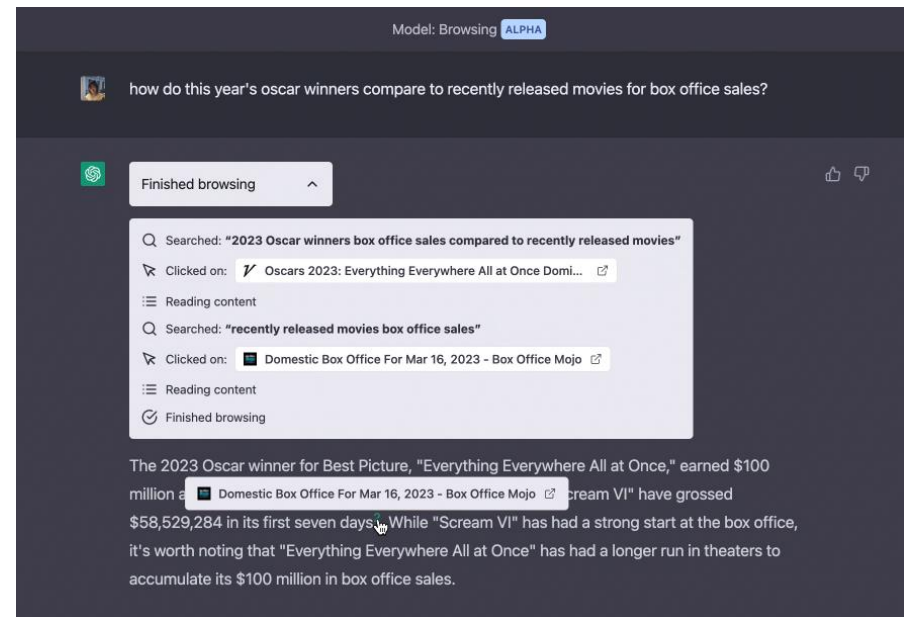 Model: Browsing ALPHA
how do this year's oscar winners compare to recently released movies for box office sales?
Finished browsing
Searched: "2023 Oscar winners box office sales compared to recently released movies"
Clicked on: V Oscars 2023: Everything Everywhere All at Once Domi...
Reading content
Searched: "recently released movies box office sales"
Clicked on: Domestic Box Office For Mar 16, 2023 - Box Office Mojo
Reading content
Finished browsing
The 2023 Oscar winner for Best Picture, "Everything Everywhere All at Once," earned $100
million a
Domestic Box Office For Mar 16, 2023 - Box Office Mojo
cream VI" have grossed
$58,529,284 in its first seven days. While "Scream VI" has had a strong start at the box office,
it's worth noting that "Everything Everywhere All at Once" has had a longer run in theaters to
accumulate its $100 million in box office sales.